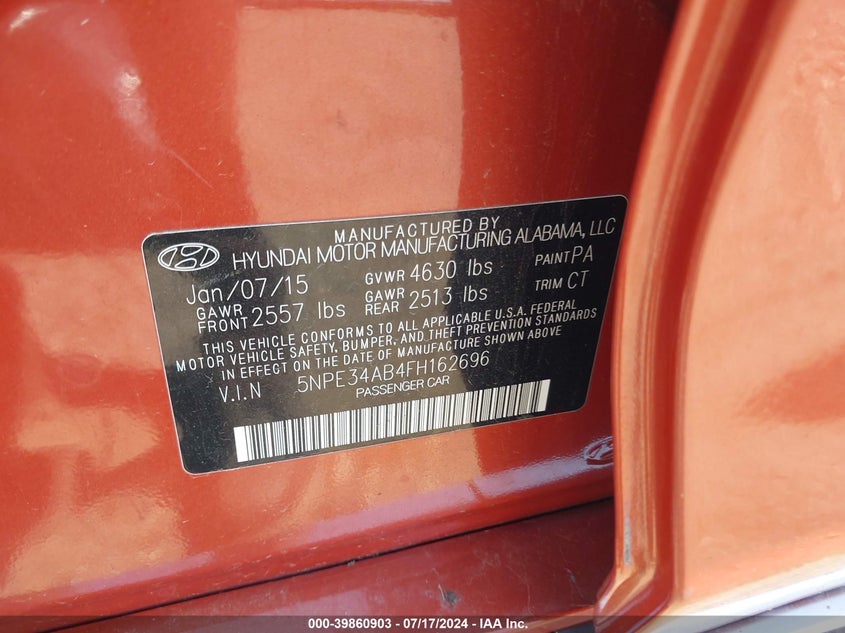 MANUFACTURED BY
HYUNDAI MOTOR MANUFACTURING ALABAMA, LLC
Jan/07/15 GVWR 4630 lbs PAINT PA
GAWR FRONT 2557 lbs GAWR REAR 2513 lbs TRIM CT
THIS VEHICLE CONFORMS TO ALL APPLICABLE U.S.A. FEDERAL
MOTOR VEHICLE SAFETY, BUMPER, AND THEFT PREVENTION STANDARDS
IN EFFECT ON THE DATE OF MANUFACTURE SHOWN ABOVE
V.I.N 5NPE34AB4FH162696
PASSENGER CAR
000-39860903 - 07/17/2024 - IAA Inc.